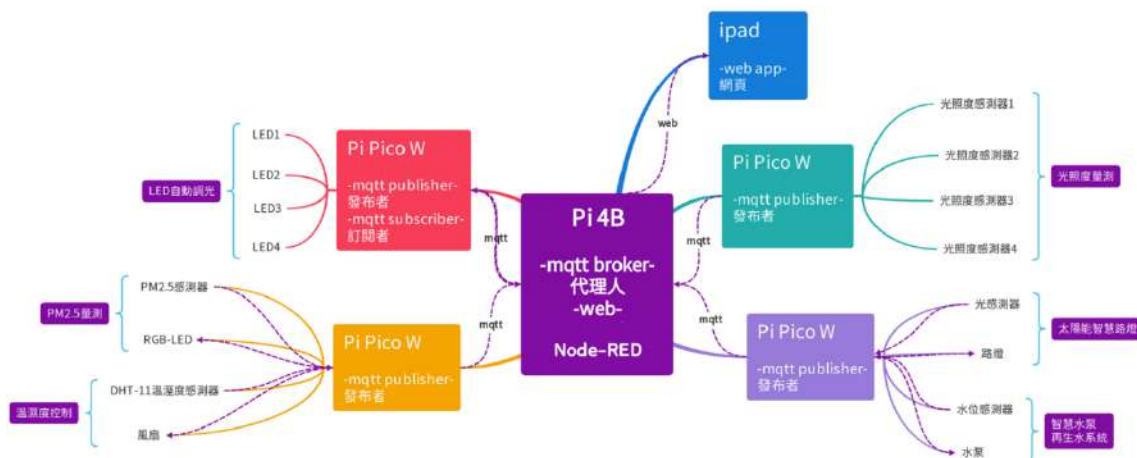 ipad
-web app-
網頁
web
LED自動調光
LED1
LED2
LED3
LED4
Pi Pico W
-mqtt publisher-
發布者
-mqtt subscriber-
訂閱者
mqtt
Pi 4B
-mqtt broker-
代理人
-web-
Node-RED
mqtt
Pi Pico W
-mqtt publisher-
發布者
光照度感測器1
光照度感測器2
光照度感測器3
光照度感測器4
光照度量測
PM2.5量測
PM2.5感測器
RGB-LED
溫濕度控制
DHT-11溫溼度感測器
風扇
Pi Pico W
-mqtt publisher-
發布者
mqtt
mqtt
Pi Pico W
-mqtt publisher-
發布者
光感測器
路燈
太陽能智慧路燈
水位感測器
水泵
智慧水泵
再生水系統